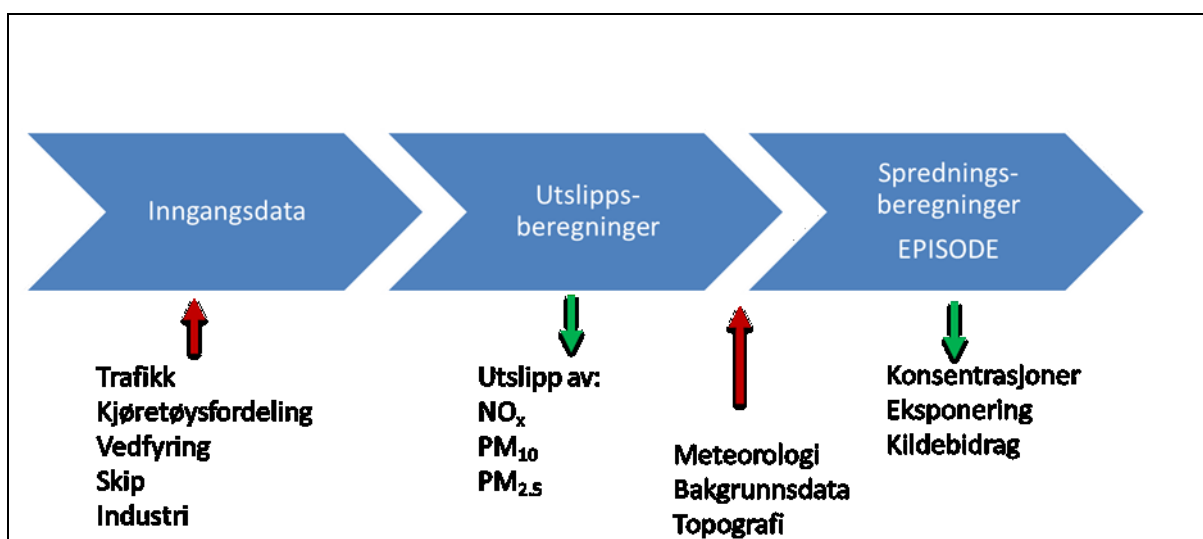 Inngangsdata
Utslipps-
beregninger
Sprednings-
beregninger
EPISODE
Trafikk
Kjøretøysfordeling
Vedfyring
Skip
Industri
Utslipp av:
NOx
PM10
PM2.5
Meteorologi
Bakgrunnsdata
Topografi
Konsentrasjoner
Eksponering
Kildebidrag